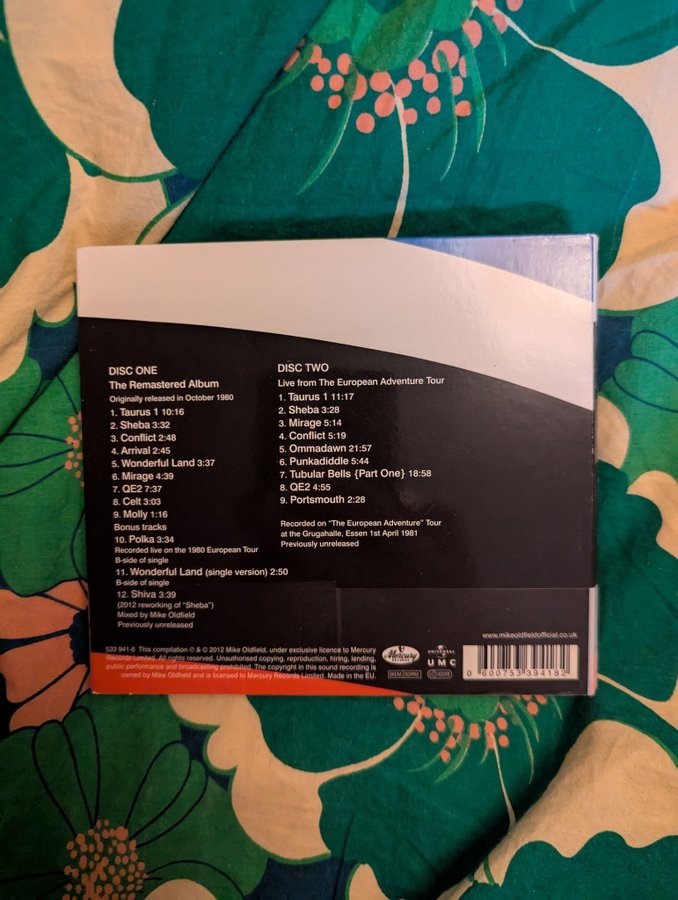 DISC ONE
The Remastered Album
Originally released in October 1980
1. Taurus 1 10:16
2. Sheba 3:32
3. Conflict 2:48
4. Arrival 2:45
5. Wonderful Land 3:37
6. Mirage 4:39
7. QE2 7:37
8. Celt 3:03
9. Molly 1:16
Bonus tracks
10. Polka 3:34
Recorded live on the 1980 European Tour
B-side of single
11. Wonderful Land (single version) 2:50
B-side of single
12. Shiva 3:39
(2012 reworking of "Sheba")
Mixed by Mike Oldfield
Previously unreleased
DISC TWO
Live from The European Adventure Tour
1. Taurus 1 11:17
2. Sheba 3:28
3. Mirage 5:14
4. Conflict 5:19
5. Ommadawn 21:57
6. Punkadiddle 5:44
7. Tubular Bells {Part One} 18:58
8. QE2 4:55
9. Portsmouth 2:28
Recorded on "The European Adventure" Tour
at the Grugahalle, Essen 1st April 1981
Previously unreleased
www.mikeoldfieldofficial.co.uk
533 941-8 This compilation ℗ & © 2012 Mike Oldfield, under exclusive licence to Mercury
Records Limited. All rights reserved. Unauthorised copying, reproduction, hiring, lending,
public performance and broadcasting prohibited. The copyright in this sound recording is
owned by Mike Oldfield and is licensed to Mercury Records Limited. Made in the EU.
Mercury
RECORDS
UNIVERSAL
UMC
0 600753 394182